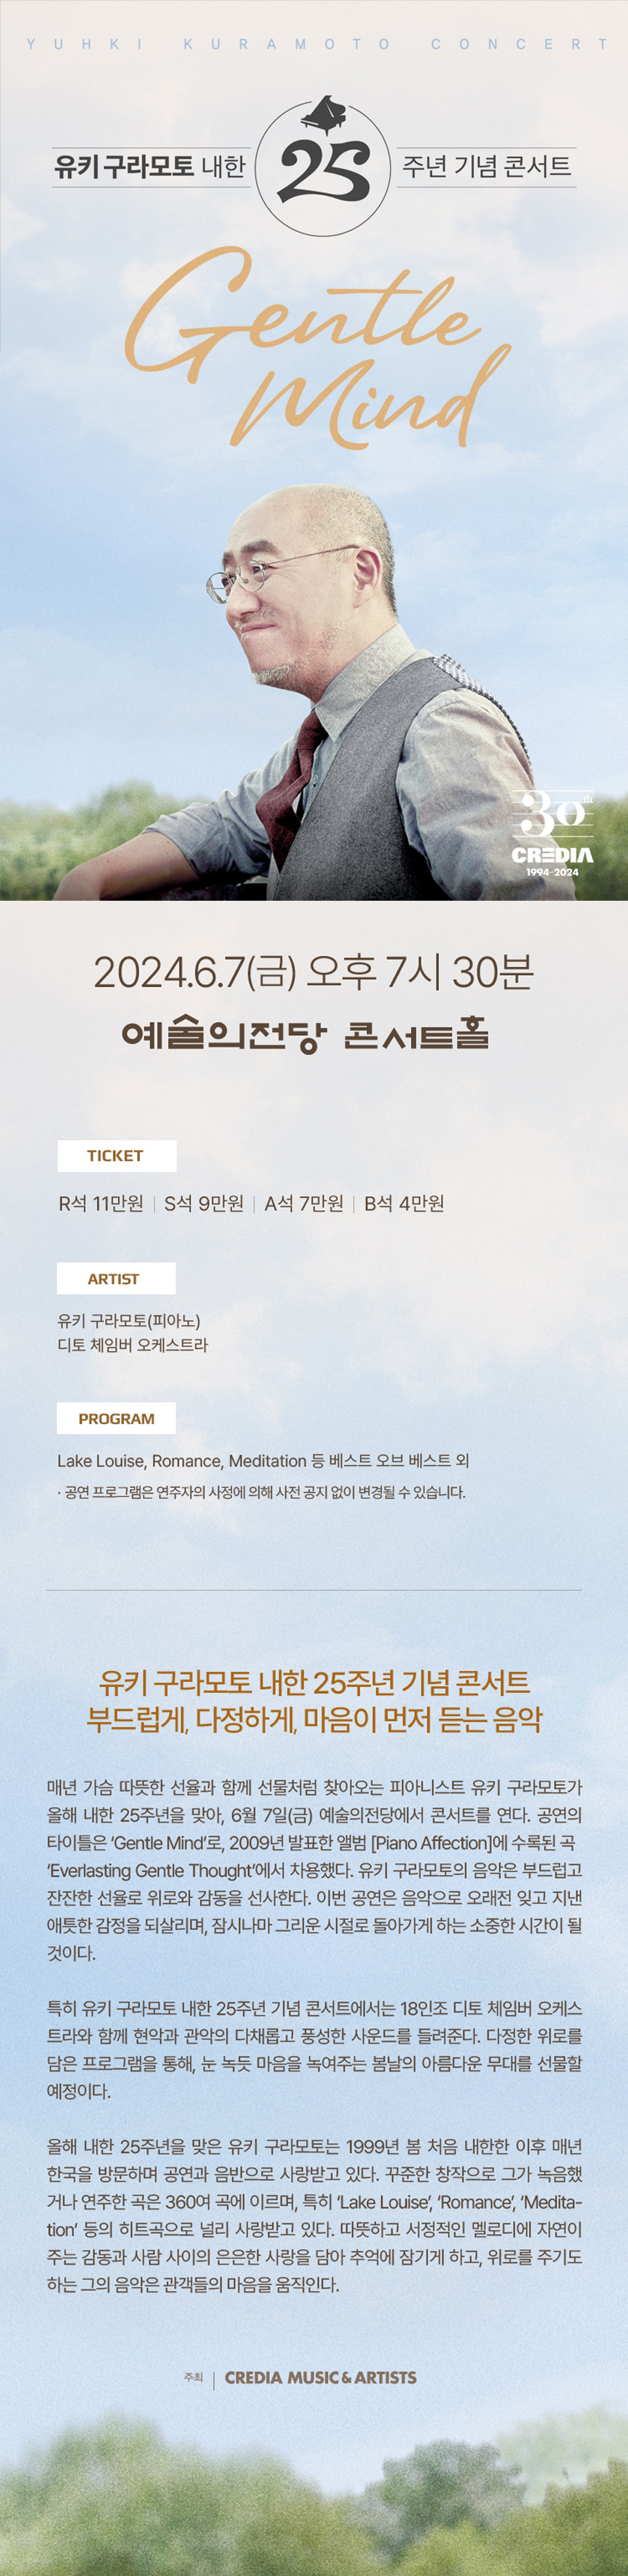 YUHKI KURAMOTO CONCERT
유키 구라모토 내한 25 주년 기념 콘서트
Gentle
Mind
30th
CREDIA
1994-2024
2024.6.7(금) 오후 7시 30분
예술의전당 콘서트홀
TICKET
R석 11만원 | S석 9만원 | A석 7만원 | B석 4만원
ARTIST
유키 구라모토(피아노)
디토 체임버 오케스트라
PROGRAM
Lake Louise, Romance, Meditation 등 베스트 오브 베스트 외
· 공연 프로그램은 연주자의 사정에 의해 사전 공지 없이 변경될 수 있습니다.
유키 구라모토 내한 25주년 기념 콘서트
부드럽게, 다정하게, 마음이 먼저 듣는 음악
매년 가슴 따뜻한 선율과 함께 선물처럼 찾아오는 피아니스트 유키 구라모토가
올해 내한 25주년을 맞아, 6월 7일(금) 예술의전당에서 콘서트를 연다. 공연의
타이틀은 ‘Gentle Mind’로, 2009년 발표한 앨범 [Piano Affection]에 수록된 곡
‘Everlasting Gentle Thought’에서 차용했다. 유키 구라모토의 음악은 부드럽고
잔잔한 선율로 위로와 감동을 선사한다. 이번 공연은 음악으로 오래전 잊고 지낸
애틋한 감정을 되살리며, 잠시나마 그리운 시절로 돌아가게 하는 소중한 시간이 될
것이다.
특히 유키 구라모토 내한 25주년 기념 콘서트에서는 18인조 디토 체임버 오케스
트라와 함께 현악과 관악의 다채롭고 풍성한 사운드를 들려준다. 다정한 위로를
담은 프로그램을 통해, 눈 녹듯 마음을 녹여주는 봄날의 아름다운 무대를 선물할
예정이다.
올해 내한 25주년을 맞은 유키 구라모토는 1999년 봄 처음 내한한 이후 매년
한국을 방문하며 공연과 음반으로 사랑받고 있다. 꾸준한 창작으로 그가 녹음했
거나 연주한 곡은 360여 곡에 이르며, 특히 ‘Lake Louise’, ‘Romance’, ‘Medita-
tion’ 등의 히트곡으로 널리 사랑받고 있다. 따뜻하고 서정적인 멜로디에 자연이
주는 감동과 사람 사이의 은은한 사랑을 담아 추억에 잠기게 하고, 위로를 주기도
하는 그의 음악은 관객들의 마음을 움직인다.
주최 | CREDIA MUSIC & ARTISTS